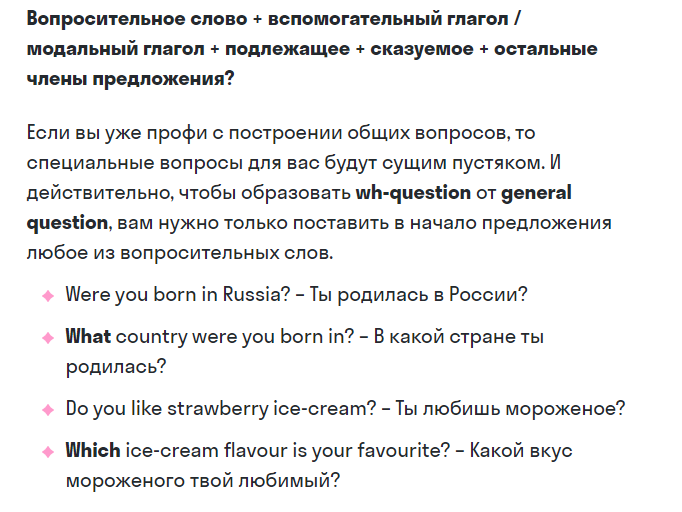 Вопросительное слово + вспомогательный глагол /
модальный глагол + подлежащее + сказуемое + остальные
члены предложения?
Если вы уже профи с построении общих вопросов, то
специальные вопросы для вас будут сущим пустяком. И
действительно, чтобы образовать wh-question от general
question, вам нужно только поставить в начало предложения
любое из вопросительных слов.
Were you born in Russia? – Ты родилась в России?
What country were you born in? – В какой стране ты
родилась?
Do you like strawberry ice-cream? – Ты любишь мороженое?
Which ice-cream flavour is your favourite? – Какой вкус
мороженого твой любимый?